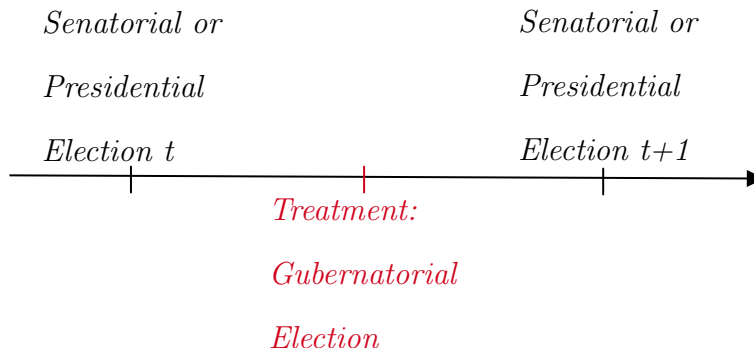 Senatorial or
Presidential
Election t
Senatorial or
Presidential
Election t+1
Treatment:
Gubernatorial
Election